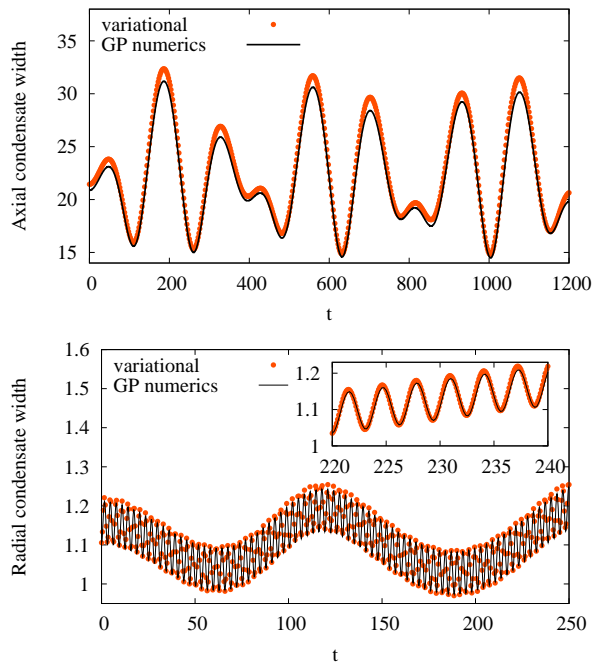 variational
GP numerics
Axial condensate width
35
30
25
20
15
0 200 400 600 800 1000 1200
t
variational
GP numerics
Radial condensate width
1.6
1.5
1.4
1.3
1.2
1.1
1
0 50 100 150 200 250
t
1.2
1.1
1
220 225 230 235 240